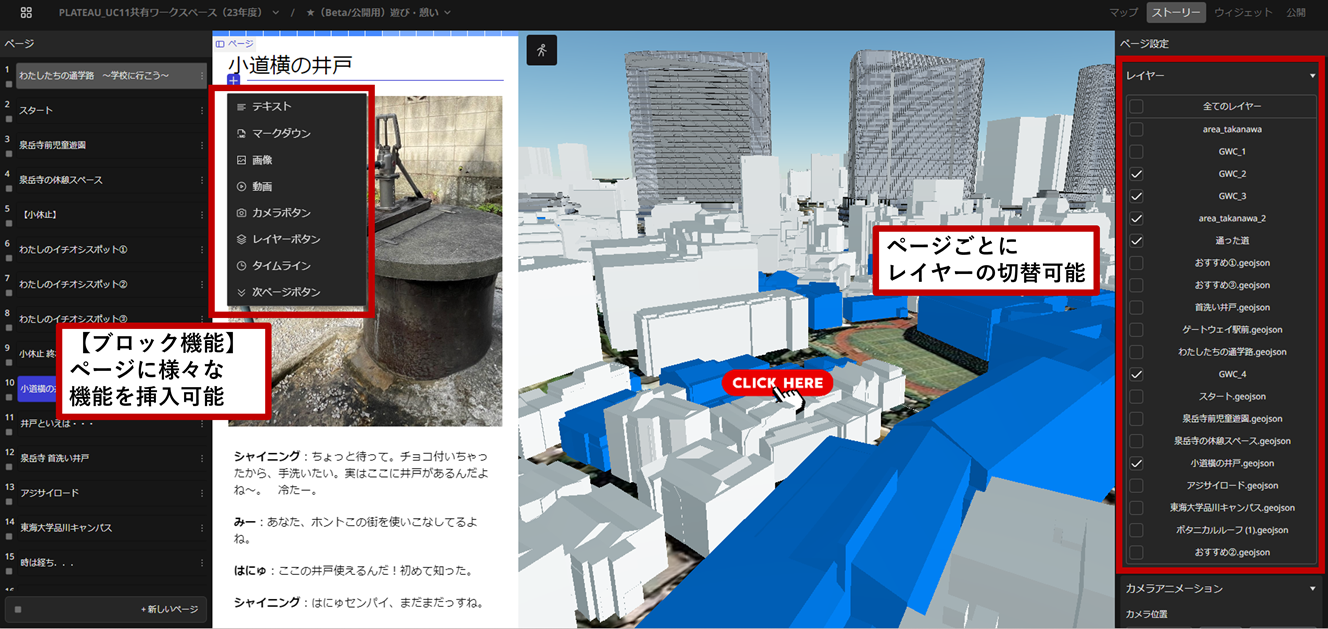 PLATEAU_UC11共有ワークスペース（23年度）
/
★（Beta/公開用）遊び・憩い
マップ
ストーリー
ウィジェット
公開
ページ
1
わたしたちの通学路　～学校に行こう～
2
スタート
3
泉岳寺前児童遊園
4
泉岳寺の休憩スペース
5
【小休止】
6
わたしのイチオシスポット①
7
わたしのイチオシスポット②
8
わたしのイチオシスポット③
9
小休止 終
10
小道横の
11
井戸といえば・・・
12
泉岳寺 首洗い井戸
13
アジサイロード
14
東海大学品川キャンパス
15
時は経ち．．．
+ 新しいページ
【ブロック機能】
ページに様々な
機能を挿入可能
ページ
小道横の井戸
テキスト
マークダウン
画像
動画
カメラボタン
レイヤーボタン
タイムライン
次ページボタン
シャイニング：ちょっと待って。チョコ付いちゃっ
たから、手洗いたい。実はここに井戸があるんだよ
ね～。　冷たー。
みー：あなた、ホントこの街を使いこなしてるよ
ね。
はにゅ：ここの井戸使えるんだ！初めて知った。
シャイニング：はにゅセンパイ、まだまだっすね。
ページごとに
レイヤーの切替可能
CLICK HERE
ページ設定
レイヤー
全てのレイヤー
area_takanawa
GWC_1
GWC_2
GWC_3
area_takanawa_2
通った道
おすすめ①.geojson
おすすめ③.geojson
首洗い井戸.geojson
ゲートウェイ駅前.geojson
わたしたちの通学路.geojson
GWC_4
スタート.geojson
泉岳寺前児童遊園.geojson
泉岳寺の休憩スペース.geojson
小道横の井戸.geojson
アジサイロード.geojson
東海大学品川キャンパス.geojson
ボタニカルルーフ (1).geojson
おすすめ②.geojson
カメラアニメーション
カメラ位置